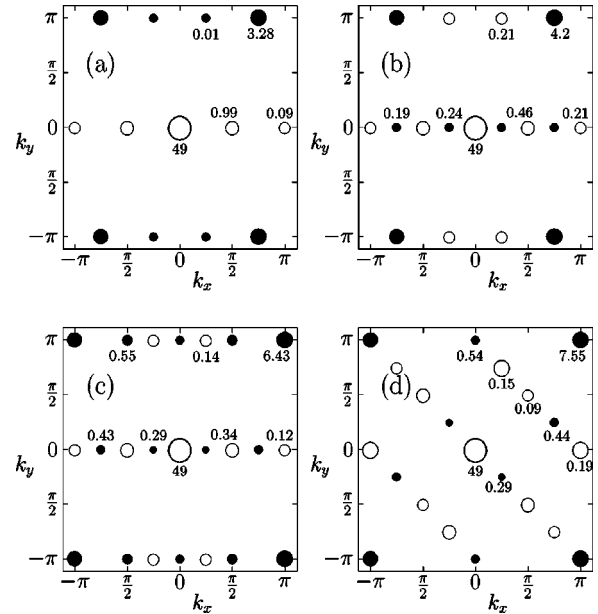 π
0.01
3.28
(a)
π/2
0.99
0.09
k_y
0
49
π/2
−π
−π
π/2
0
π/2
π
k_x
π
0.21
4.2
(b)
π/2
0.19
0.24
0.46
0.21
k_y
0
49
π/2
−π
−π
π/2
0
π/2
π
k_x
π
0.55
0.14
6.43
(c)
π/2
0.43
0.29
0.34
0.12
k_y
0
49
π/2
−π
−π
π/2
0
π/2
π
k_x
π
0.54
7.55
(d)
0.15
π/2
0.09
0.44
k_y
0
49
0.19
0.29
π/2
−π
−π
π/2
0
π/2
π
k_x